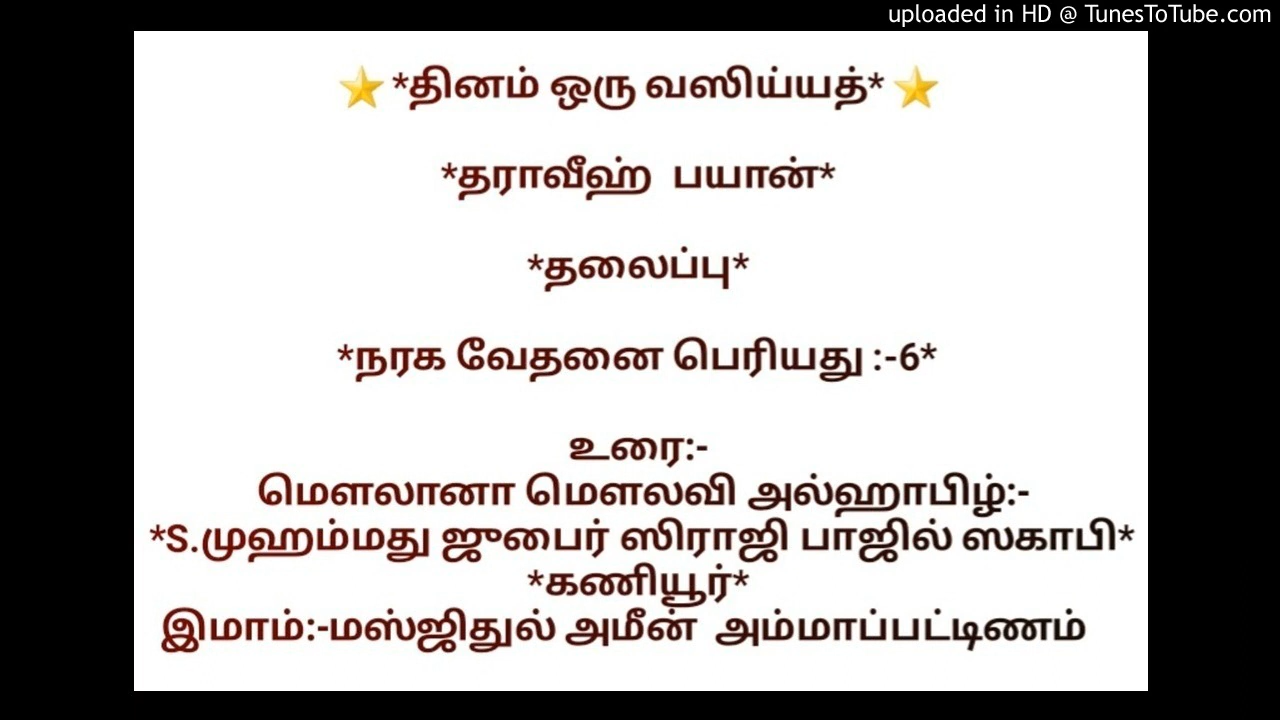 uploaded in HD @ TunesToTube.com
⭐*தினம் ஒரு வஸிய்யத்*⭐
*தராவீஹ் பயான்*
*தலைப்பு*
*நரக வேதனை பெரியது :-6*
உரை:-
மௌலானா மௌலவி அல்ஹாபிழ்:-
*S.முஹம்மது ஜுபைர் ஸிராஜி பாஜில் ஸகாபி*
*கணியூர்*
இமாம்:-மஸ்ஜிதுல் அமீன் அம்மாப்பட்டிணம்